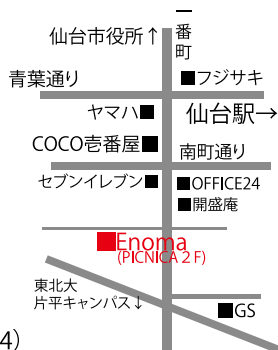 仙台市役所↑
一番町
青葉通り
■フジサキ
ヤマハ■
仙台駅→
COCO壱番屋■
南町通り
セブンイレブン■
■OFFICE24
■開盛庵
■Enoma
(PICNICA 2 F)
東北大
片平キャンパス↓
■GS
4)